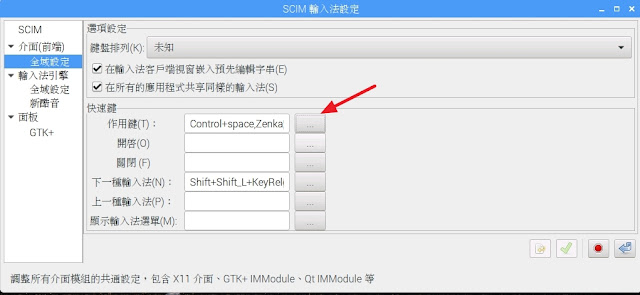 SCIM 輸入法設定
SCIM
介面(前端)
全域設定
輸入法引擎
全域設定
新酷音
面板
GTK+
選項設定
鍵盤排列(K): 未知
在輸入法客戶端視窗嵌入預先編輯字串(E)
在所有的應用程式共享同樣的輸入法(S)
快速鍵
作用鍵(T)： Control+space,Zenka ...
開啓(O) ...
關閉 (F) ...
下一種輸入法(N)： Shift+Shift_L+KeyRel ...
上一種輸入法(P)： ...
顯示輸入法選單(M): ...
調整所有介面模組的共通設定，包含 X11 介面、GTK+ IMModule、Qt IMModule 等